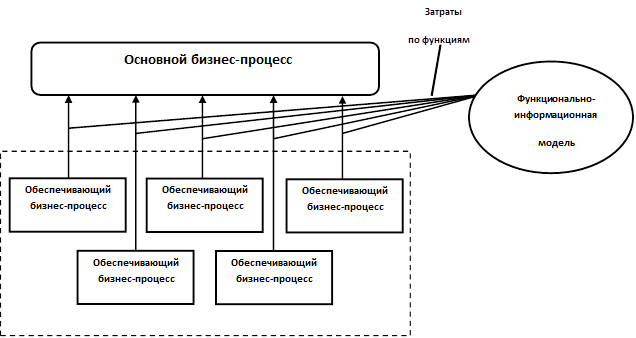 Затраты
по функциям
Основной бизнес-процесс
Функционально-
информационная
модель
Обеспечивающий
бизнес-процесс
Обеспечивающий
бизнес-процесс
Обеспечивающий
бизнес-процесс
Обеспечивающий
бизнес-процесс
Обеспечивающий
бизнес-процесс